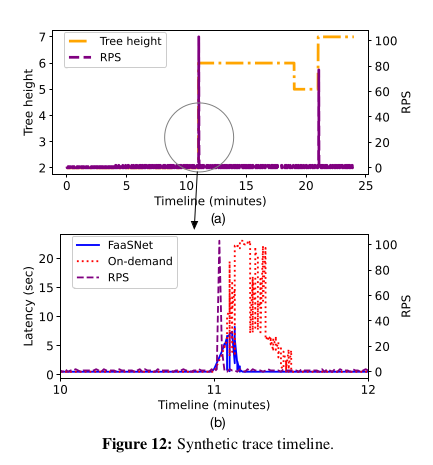 Tree height
RPS
7
6
5
4
3
2
Tree height
100
80
60
40
20
0
RPS
0
5
10
15
20
25
Timeline (minutes)
(a)
FaaSNet
On-demand
RPS
20
15
10
5
0
Latency (sec)
100
80
60
40
20
0
RPS
10
11
12
Timeline (minutes)
(b)
Figure 12: Synthetic trace timeline.